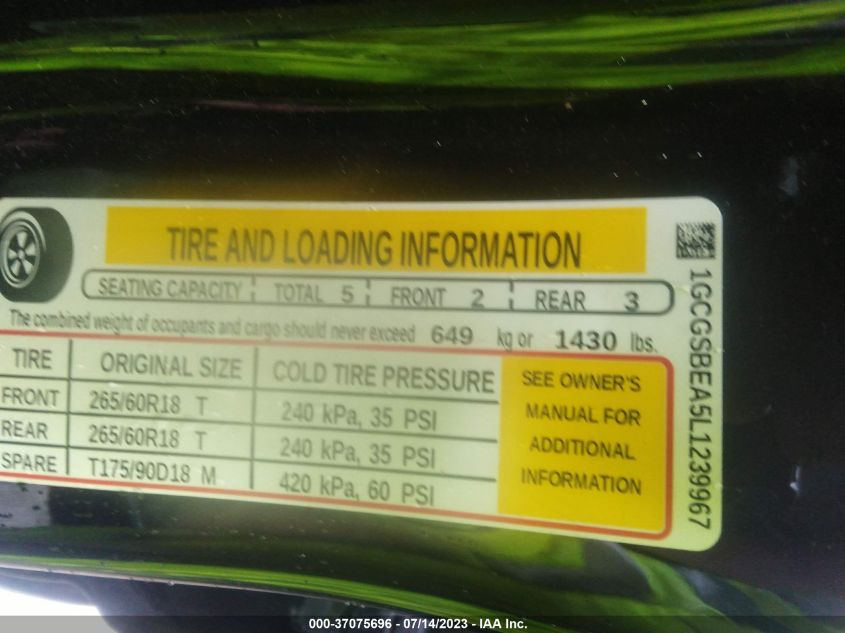 TIRE AND LOADING INFORMATION
SEATING CAPACITY TOTAL 5 FRONT 2 REAR 3
The combined weight of occupants and cargo should never exceed 649 kg or 1430 lbs.
TIRE ORIGINAL SIZE COLD TIRE PRESSURE
FRONT 265/60R18 T 240 kPa, 35 PSI
REAR 265/60R18 T 240 kPa, 35 PSI
SPARE T175/90D18 M 420 kPa, 60 PSI
SEE OWNER'S
MANUAL FOR
ADDITIONAL
INFORMATION
1GCGSBEA5L1239967
000-37075696 - 07/14/2023 - IAA Inc.